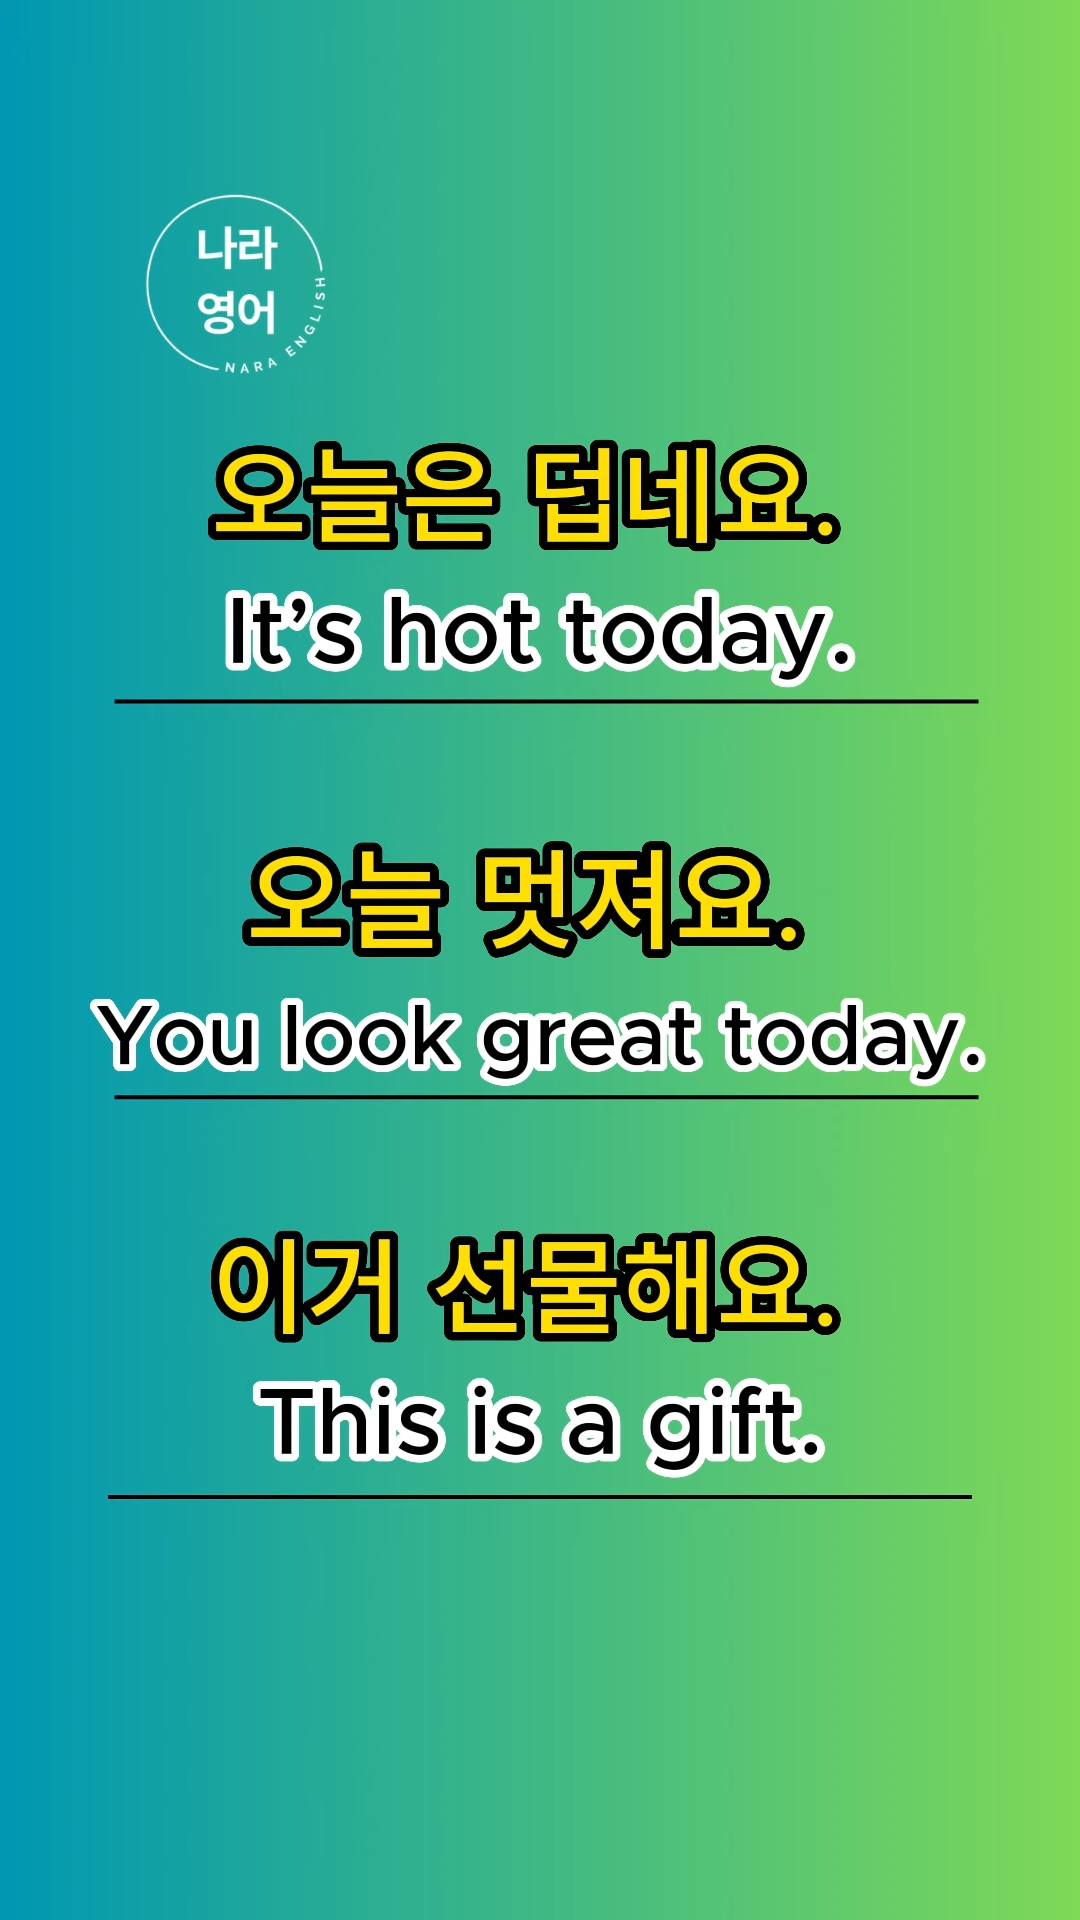 나라
영어
NARA ENGLISH
오늘은 덥네요.
It’s hot today.
오늘 멋져요.
You look great today.
이거 선물해요.
This is a gift.